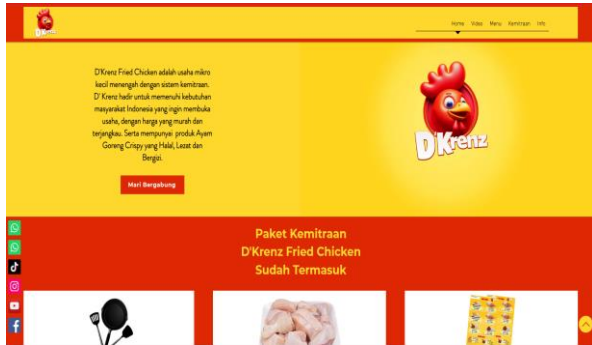 D'Krenz
Home Video Menu Kemitraan Info
D'Krenz Fried Chicken adalah usaha mikro
kecil menengah dengan sistem kemitraan.
D' Krenz hadir untuk memenuhi kebutuhan
masyarakat Indonesia yang ingin membuka
usaha, dengan harga yang murah dan
terjangkau. Serta mempunyai produk Ayam
Goreng Crispy yang Halal, Lezat dan
Bergizi.
Mari Bergabung
D'Krenz
Paket Kemitraan
D'Krenz Fried Chicken
Sudah Termasuk